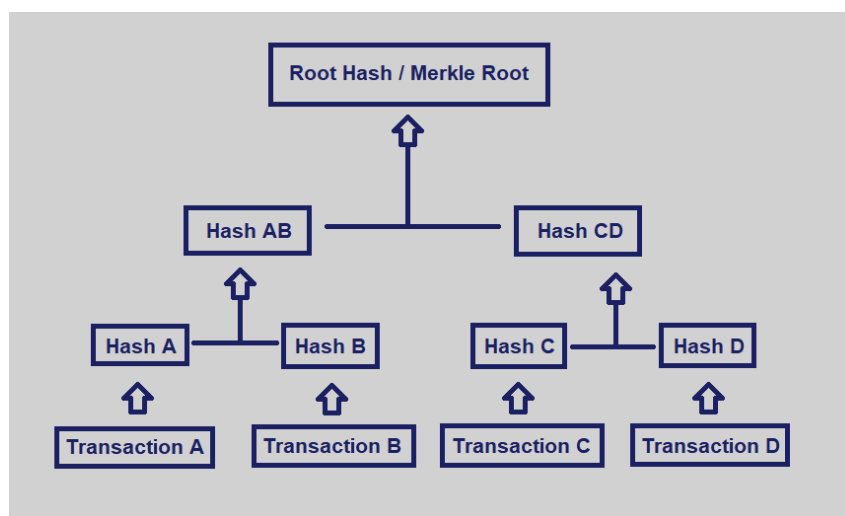 Root Hash / Merkle Root
Hash AB
Hash CD
Hash A
Hash B
Hash C
Hash D
Transaction A
Transaction B
Transaction C
Transaction D